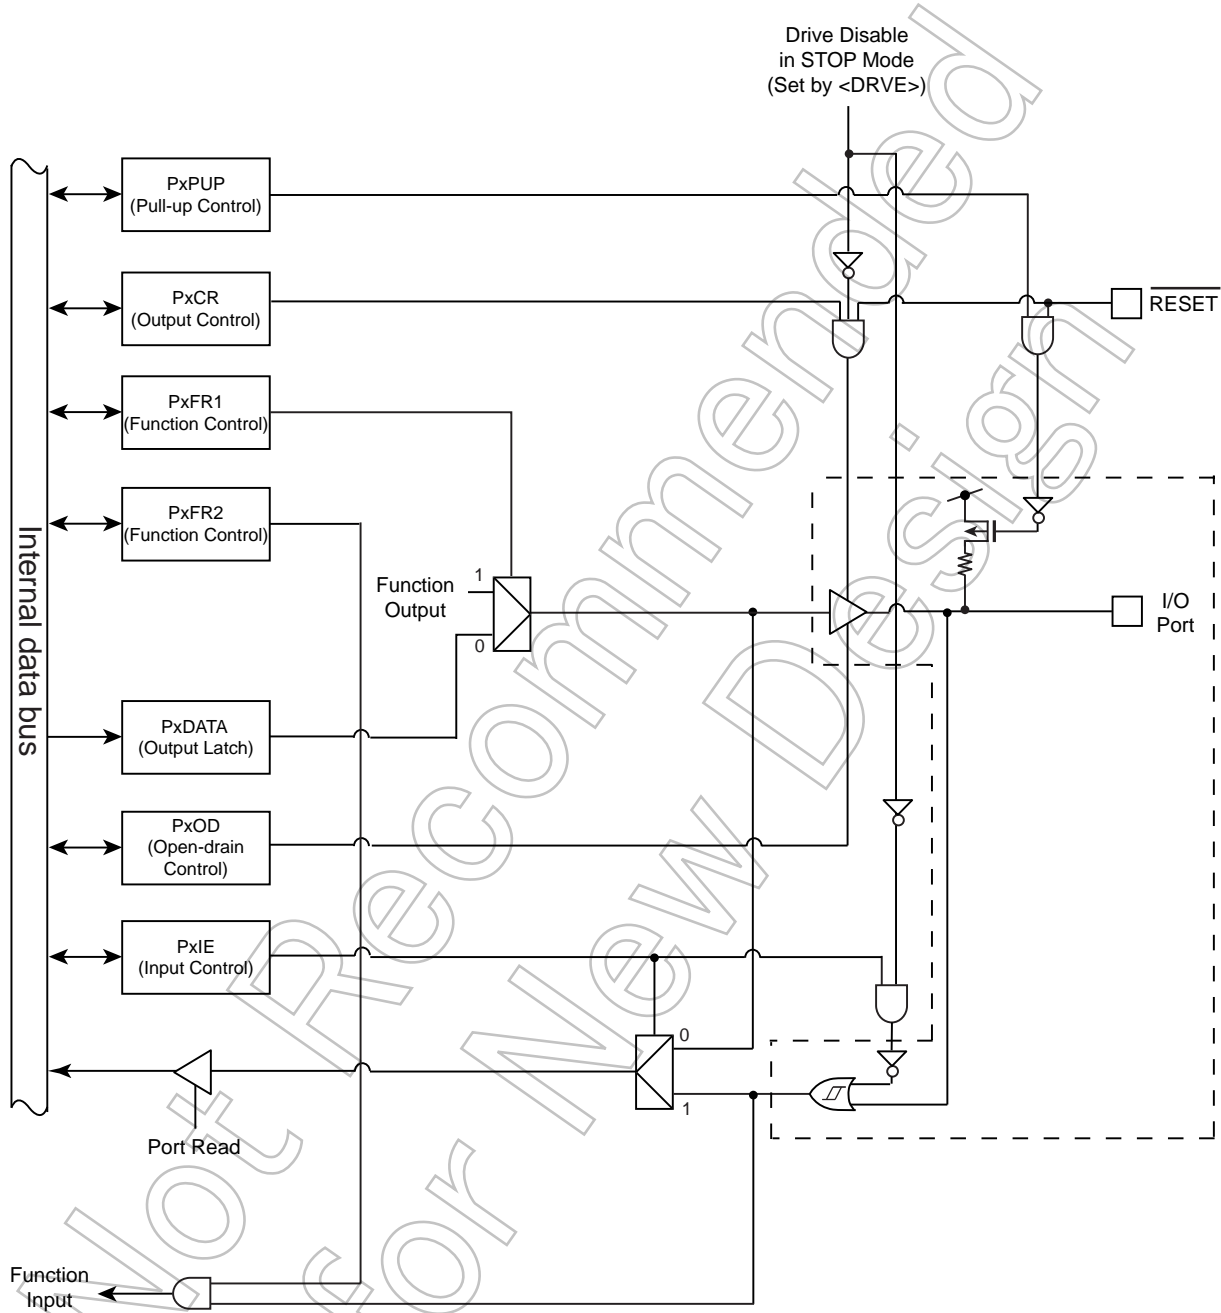 Drive Disable
in STOP Mode
(Set by <DRVE>)
PxPUP
(Pull-up Control)
PxCR
(Output Control)
RESET
PxFR1
(Function Control)
PxFR2
(Function Control)
Internal data bus
Function
Output
1
0
I/O
Port
PxDATA
(Output Latch)
PxOD
(Open-drain
Control)
PxIE
(Input Control)
0
1
Port Read
Function
Input
Not Recommended
for New Design